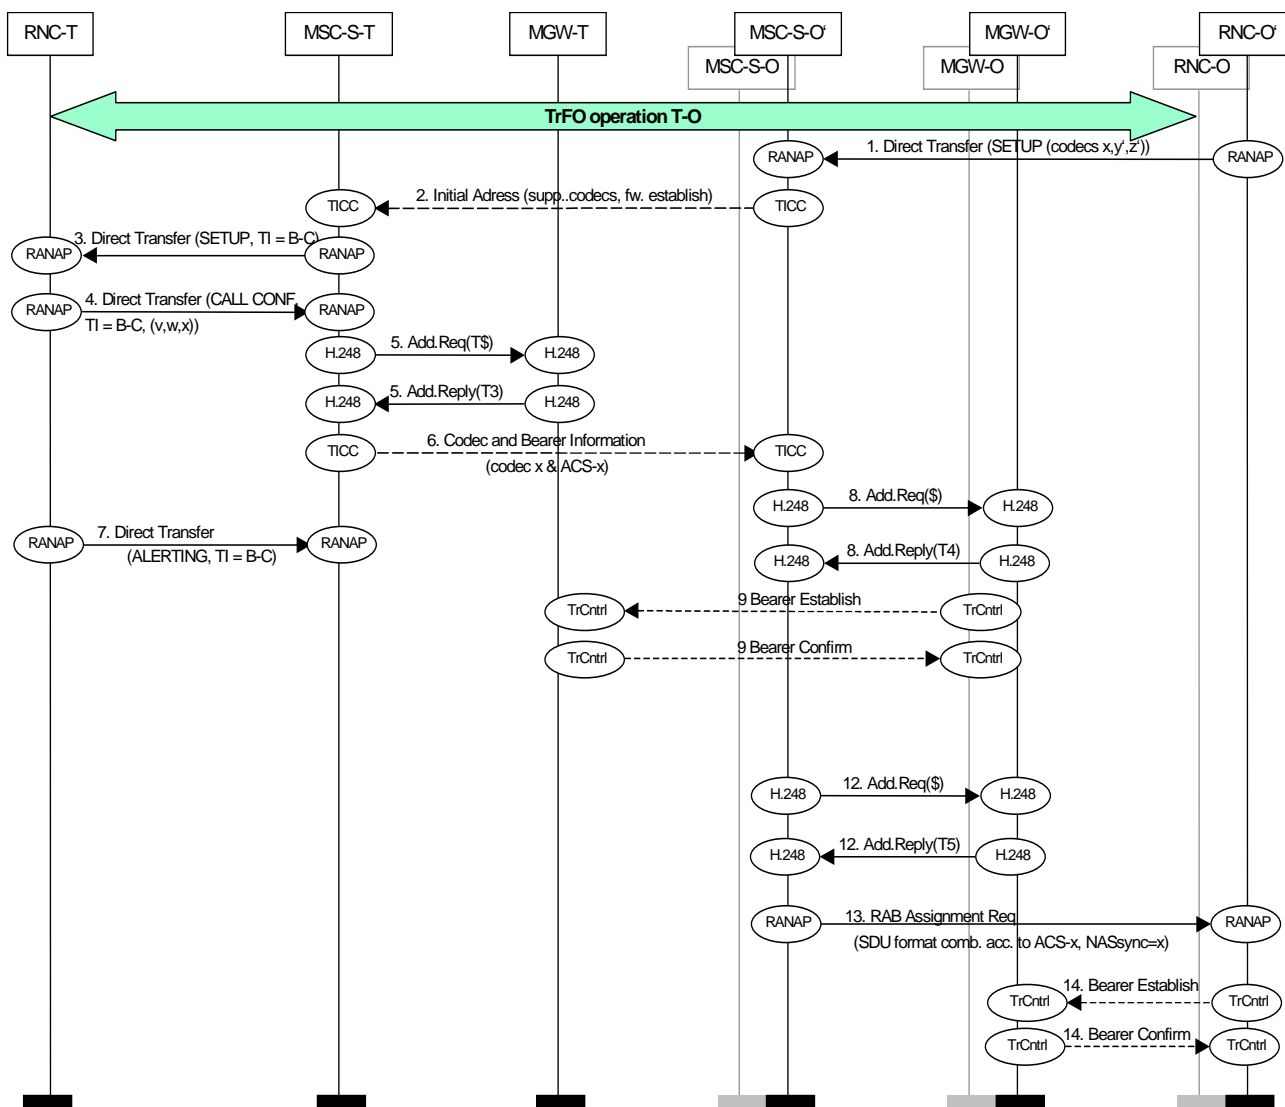 RNC-T
MSC-S-T
MGW-T
MSC-S-O‘
MGW-O‘
RNC-O‘
MSC-S-O
MGW-O
RNC-O
TrFO operation T-O
1. Direct Transfer (SETUP (codecs x,y‘,z‘))
RANAP
RANAP
2. Initial Adress (supp..codecs, fw. establish)
TICC
TICC
3. Direct Transfer (SETUP, TI = B-C)
RANAP
RANAP
4. Direct Transfer (CALL CONF,
TI = B-C, (v,w,x))
RANAP
RANAP
5. Add.Req(T$)
H.248
H.248
5. Add.Reply(T3)
H.248
H.248
6. Codec and Bearer Information
(codec x & ACS-x)
TICC
TICC
8. Add.Req($)
H.248
H.248
7. Direct Transfer
(ALERTING, TI = B-C)
RANAP
RANAP
8. Add.Reply(T4)
H.248
H.248
9 Bearer Establish
TrCntrl
TrCntrl
9 Bearer Confirm
TrCntrl
TrCntrl
12. Add.Req($)
H.248
H.248
12. Add.Reply(T5)
H.248
H.248
13. RAB Assignment Req
(SDU format comb. acc. to ACS-x, NASsync=x)
RANAP
RANAP
14. Bearer Establish
TrCntrl
TrCntrl
14. Bearer Confirm
TrCntrl
TrCntrl